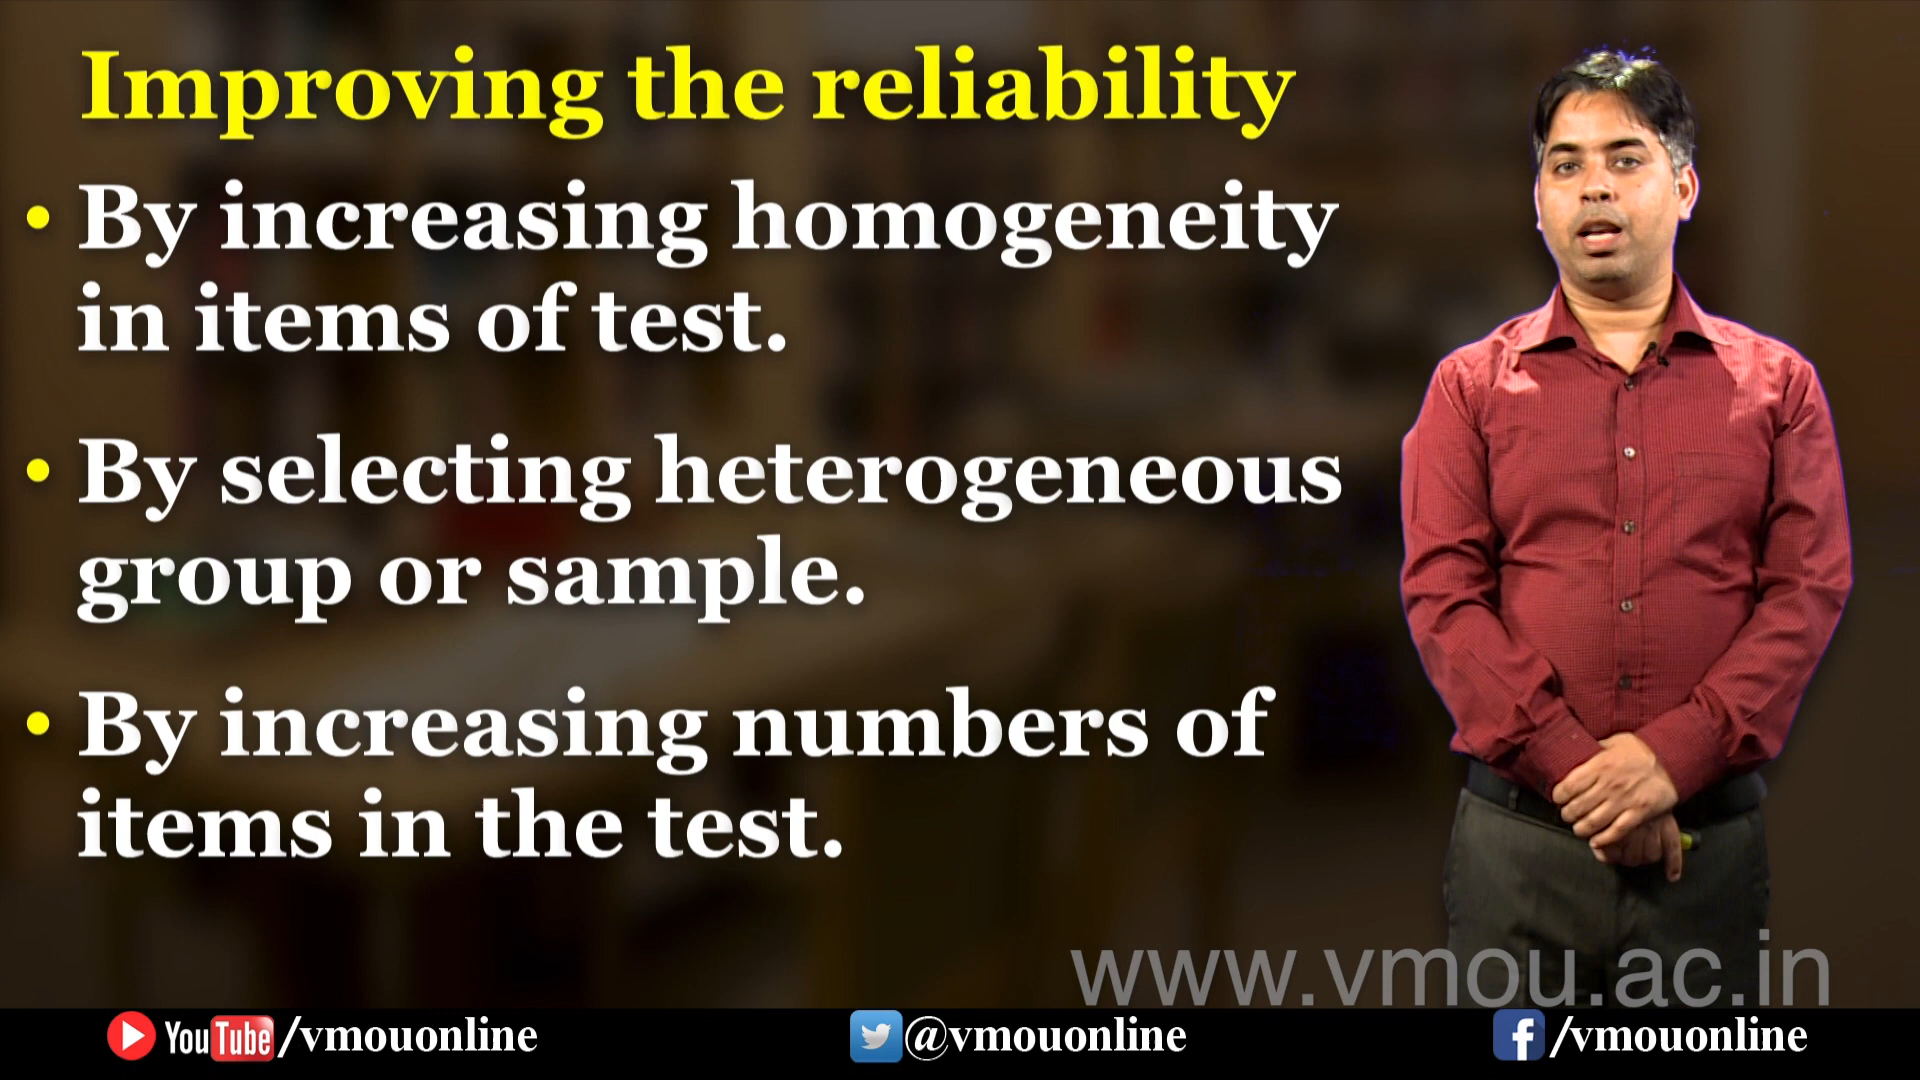 Improving the reliability
• By increasing homogeneity
in items of test.
• By selecting heterogeneous
group or sample.
• By increasing numbers of
items in the test.
www.vmou.ac.in
YouTube /vmouonline
@vmouonline
f /vmouonline